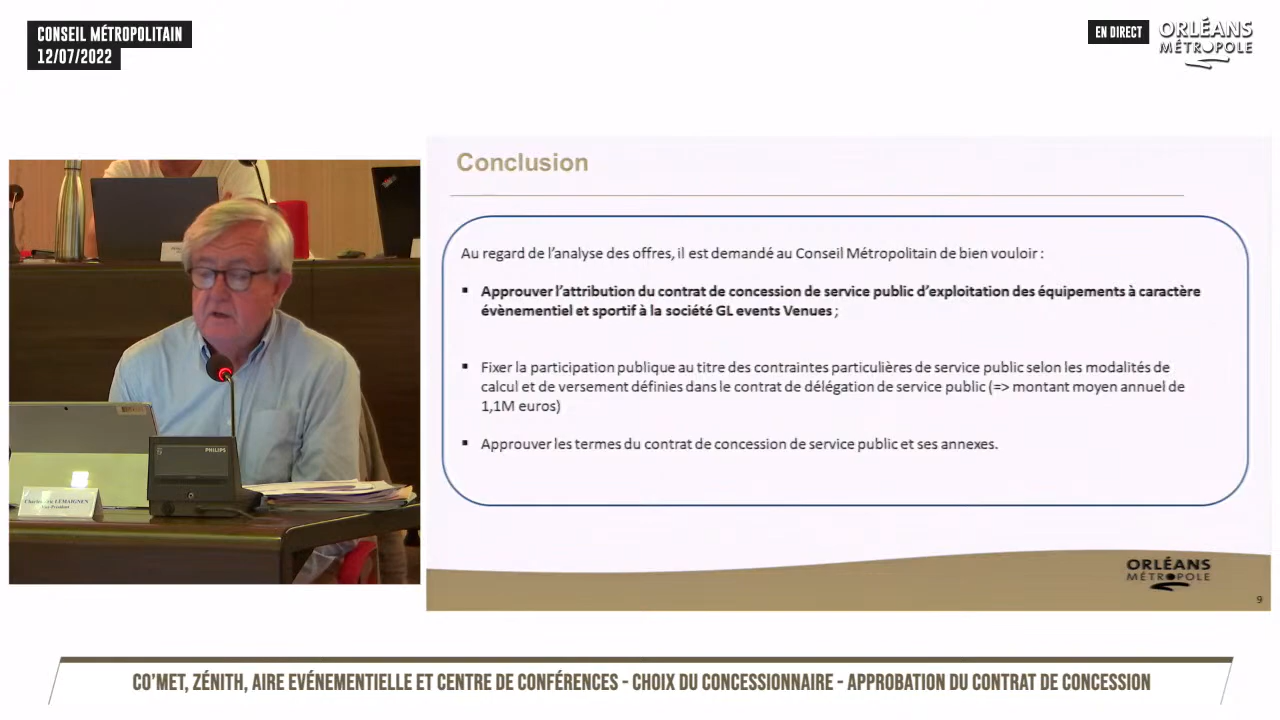 CONSEIL MÉTROPOLITAIN
12/07/2022
EN DIRECT
ORLÉANS
MÉTROPOLE
Conclusion
Au regard de l'analyse des offres, il est demandé au Conseil Métropolitain de bien vouloir :
▪ Approuver l'attribution du contrat de concession de service public d'exploitation des équipements à caractère
évènementiel et sportif à la société GL events Venues ;
▪ Fixer la participation publique au titre des contraintes particulières de service public selon les modalités de
calcul et de versement définies dans le contrat de délégation de service public (=> montant moyen annuel de
1,1M euros)
▪ Approuver les termes du contrat de concession de service public et ses annexes.
ORLÉANS
MÉTROPOLE
9
PHILIPS
LEMAIGNEN
CO'MET, ZÉNITH, AIRE EVÉNEMENTIELLE ET CENTRE DE CONFÉRENCES - CHOIX DU CONCESSIONNAIRE - APPROBATION DU CONTRAT DE CONCESSION